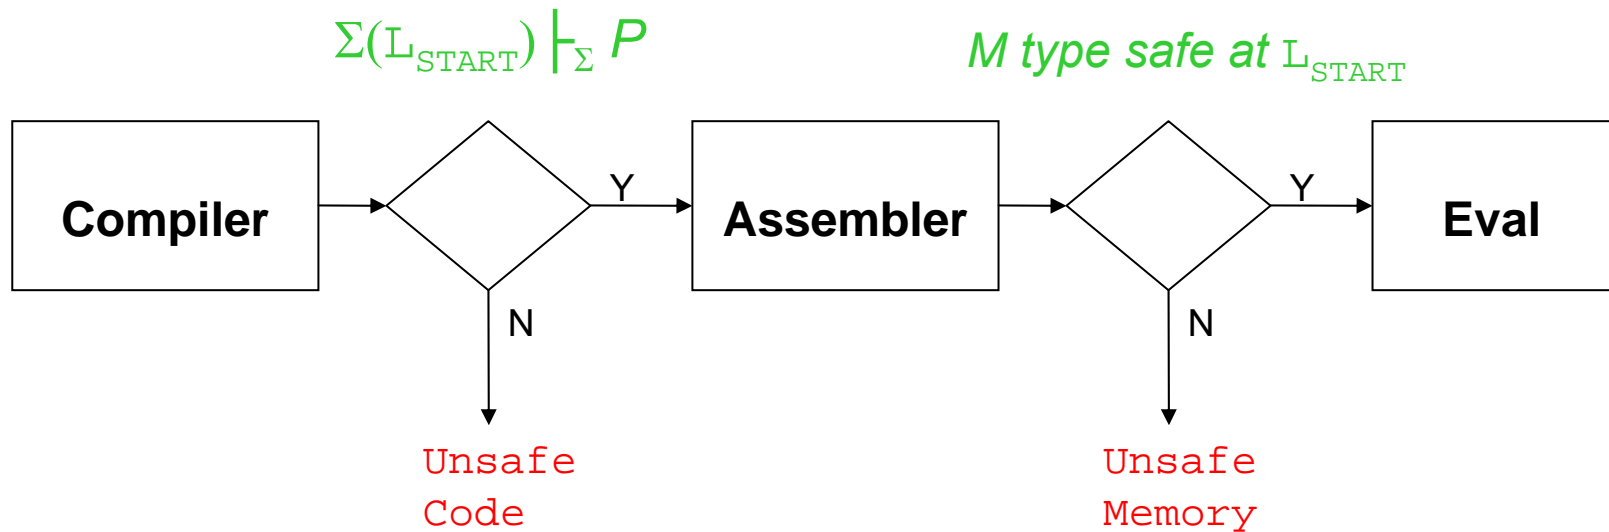 Σ(L_START) ⊢_Σ P
M type safe at L_START
Compiler
Y
Assembler
Y
Eval
N
N
Unsafe
Code
Unsafe
Memory